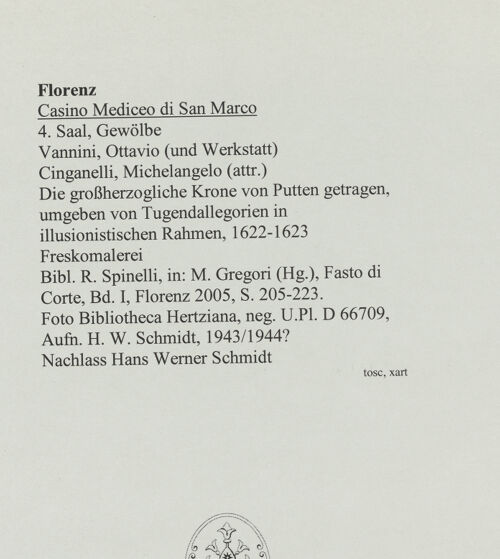 Florenz
Casino Mediceo di San Marco
4. Saal, Gewölbe
Vannini, Ottavio (und Werkstatt)
Cinganelli, Michelangelo (attr.)
Die großherzogliche Krone von Putten getragen,
umgeben von Tugendallegorien in
illusionistischen Rahmen, 1622-1623
Freskomalerei
Bibl. R. Spinelli, in: M. Gregori (Hg.), Fasto di
Corte, Bd. I, Florenz 2005, S. 205-223.
Foto Bibliotheca Hertziana, neg. U.Pl. D 66709,
Aufn. H. W. Schmidt, 1943/1944?
Nachlass Hans Werner Schmidt
tosc, xart